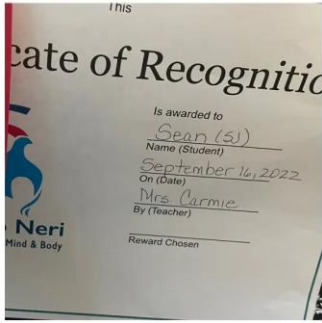 This
cate of Recognitio
Is awarded to
Sean (SJ)
Name (Student)
September 16, 2022
On (Date)
Mrs. Carmie
By (Teacher)
Reward Chosen
Neri
Mind & Body